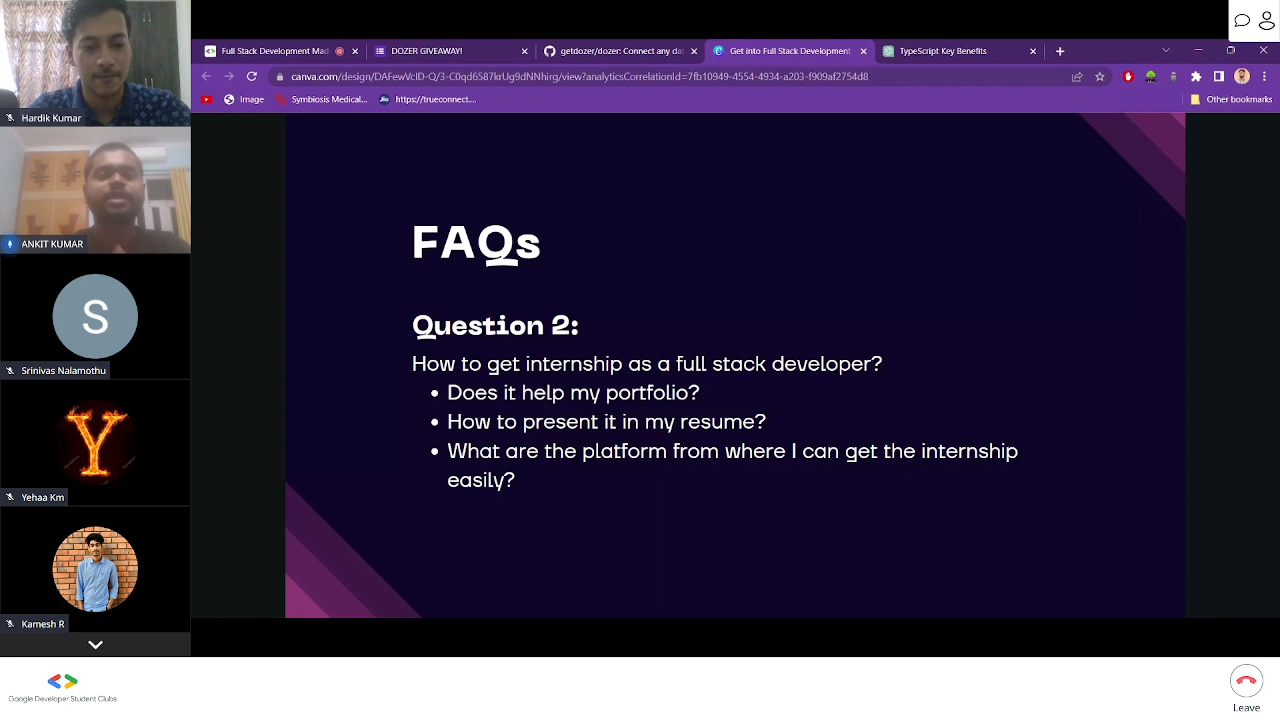 Full Stack Development Mad
DOZER GIVEAWAY!
getdozer/dozer: Connect any dat
Get into Full Stack Development
TypeScript Key Benefits
canva.com/design/DAFewVcID-Q/3-C0qd6587krUg9dNNhirg/view?analyticsCorrelationId=7fb10949-4554-4934-a203-f909af2754d8
Image
Symbiosis Medical...
Jio
https://trueconnect....
Other bookmarks
Hardik Kumar
ANKIT KUMAR
S
Srinivas Nalamothu
Y
Yehaa Km
Kamesh R
FAQs
Question 2:
How to get internship as a full stack developer?
• Does it help my portfolio?
• How to present it in my resume?
• What are the platform from where I can get the internship
easily?
Google Developer Student Clubs
Leave